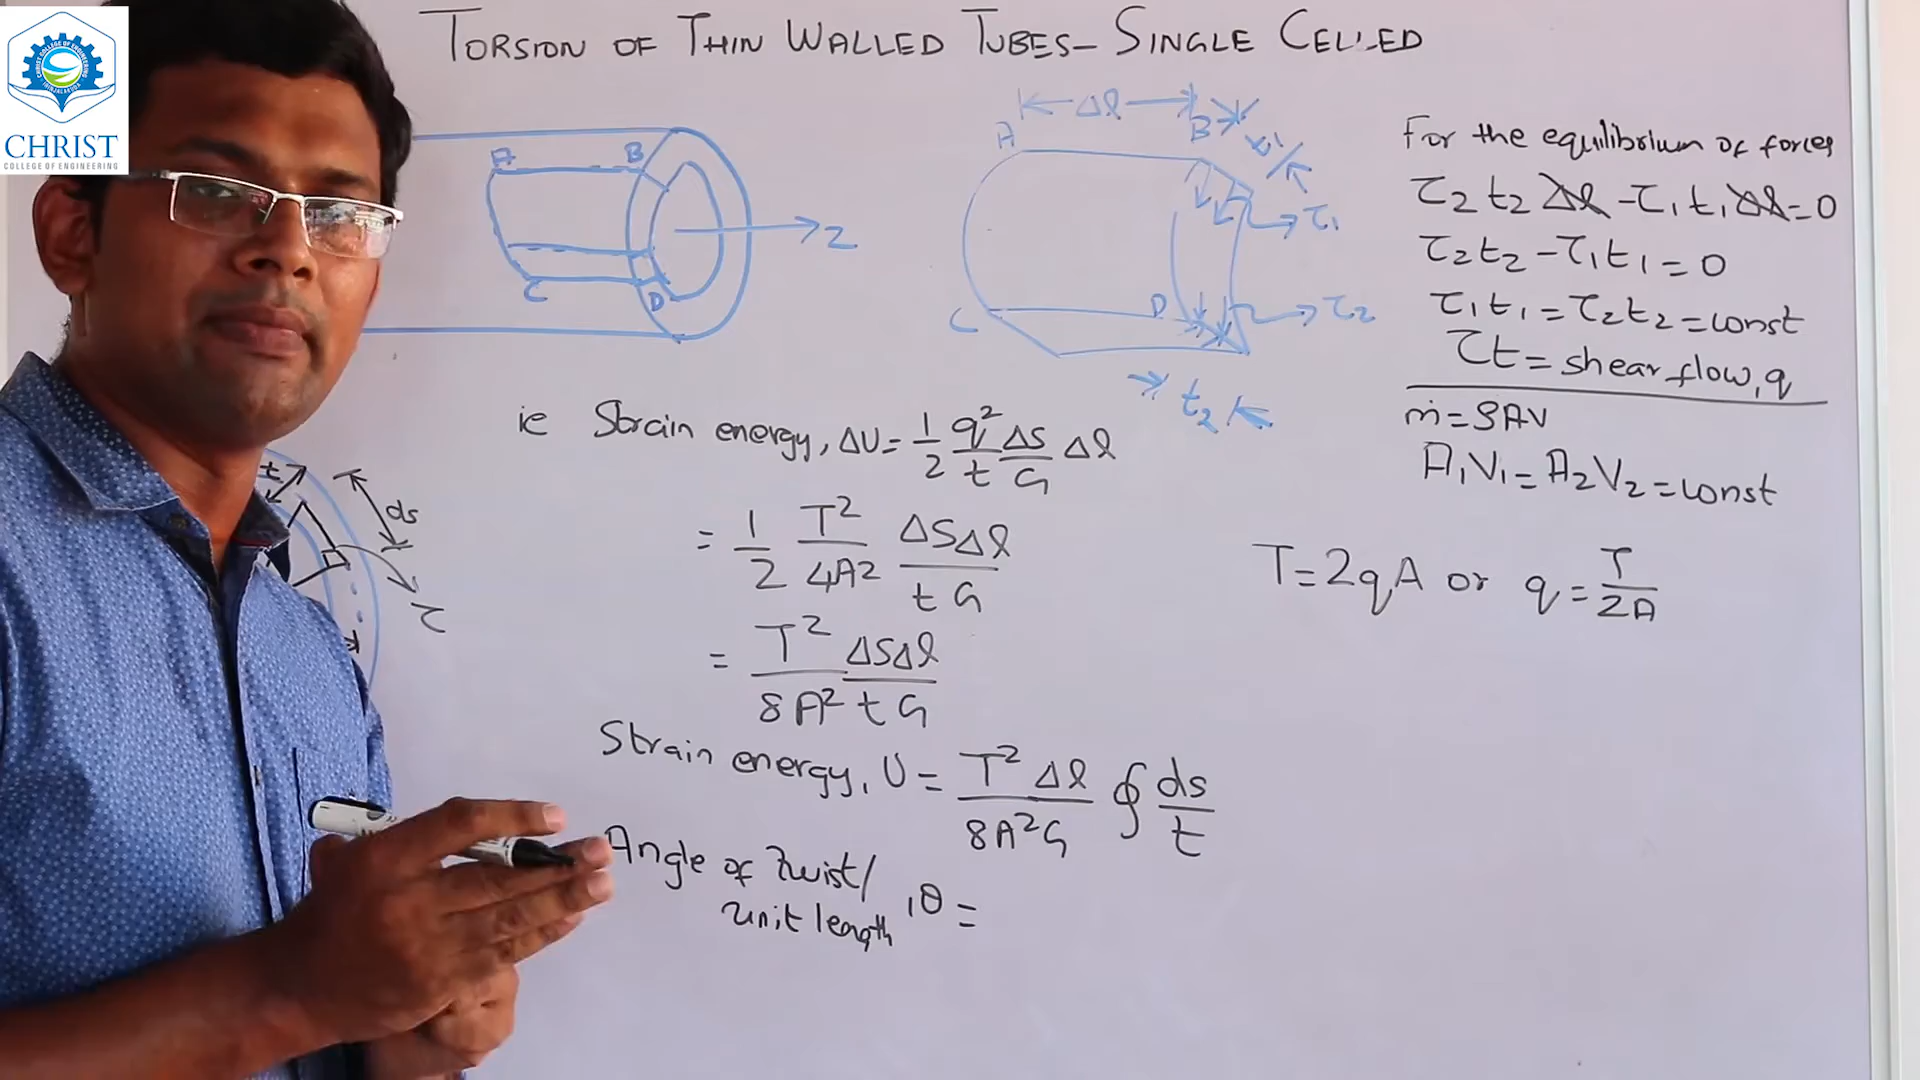 CHRIST
COLLEGE OF ENGINEERING
TORSION OF THIN WALLED TUBES - SINGLE CELLED
A B
C D
Z
A B
Δl
t1
τ1
C D
τ2
t2
For the equilibrium of forces
τ2 t2 Δl - τ1 t1 Δl = 0
τ2 t2 - τ1 t1 = 0
τ1 t1 = τ2 t2 = const
τt = shear flow, q
ṁ = ρAV
A1V1 = A2V2 = const
T = 2qA or q = T/2A
t
ds
τ
ie Strain energy, ΔU = 1/2 q²/t ΔS/G Δl
= 1/2 T²/4A² ΔSΔl/tG
= T²/8A² ΔSΔl/tG
Strain energy, U = T² Δl/8A²G ∮ ds/t
Angle of twist/
unit length, θ =